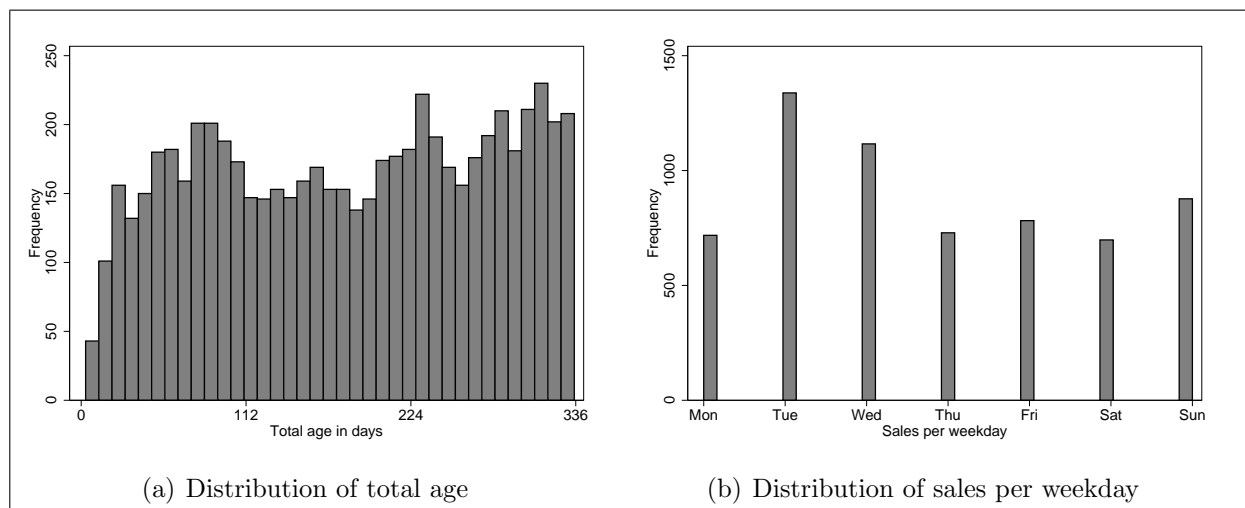 250
200
150
100
50
0
Frequency
0 112 224 336
Total age in days
(a) Distribution of total age
1500
1000
500
0
Frequency
Mon Tue Wed Thu Fri Sat Sun
Sales per weekday
(b) Distribution of sales per weekday